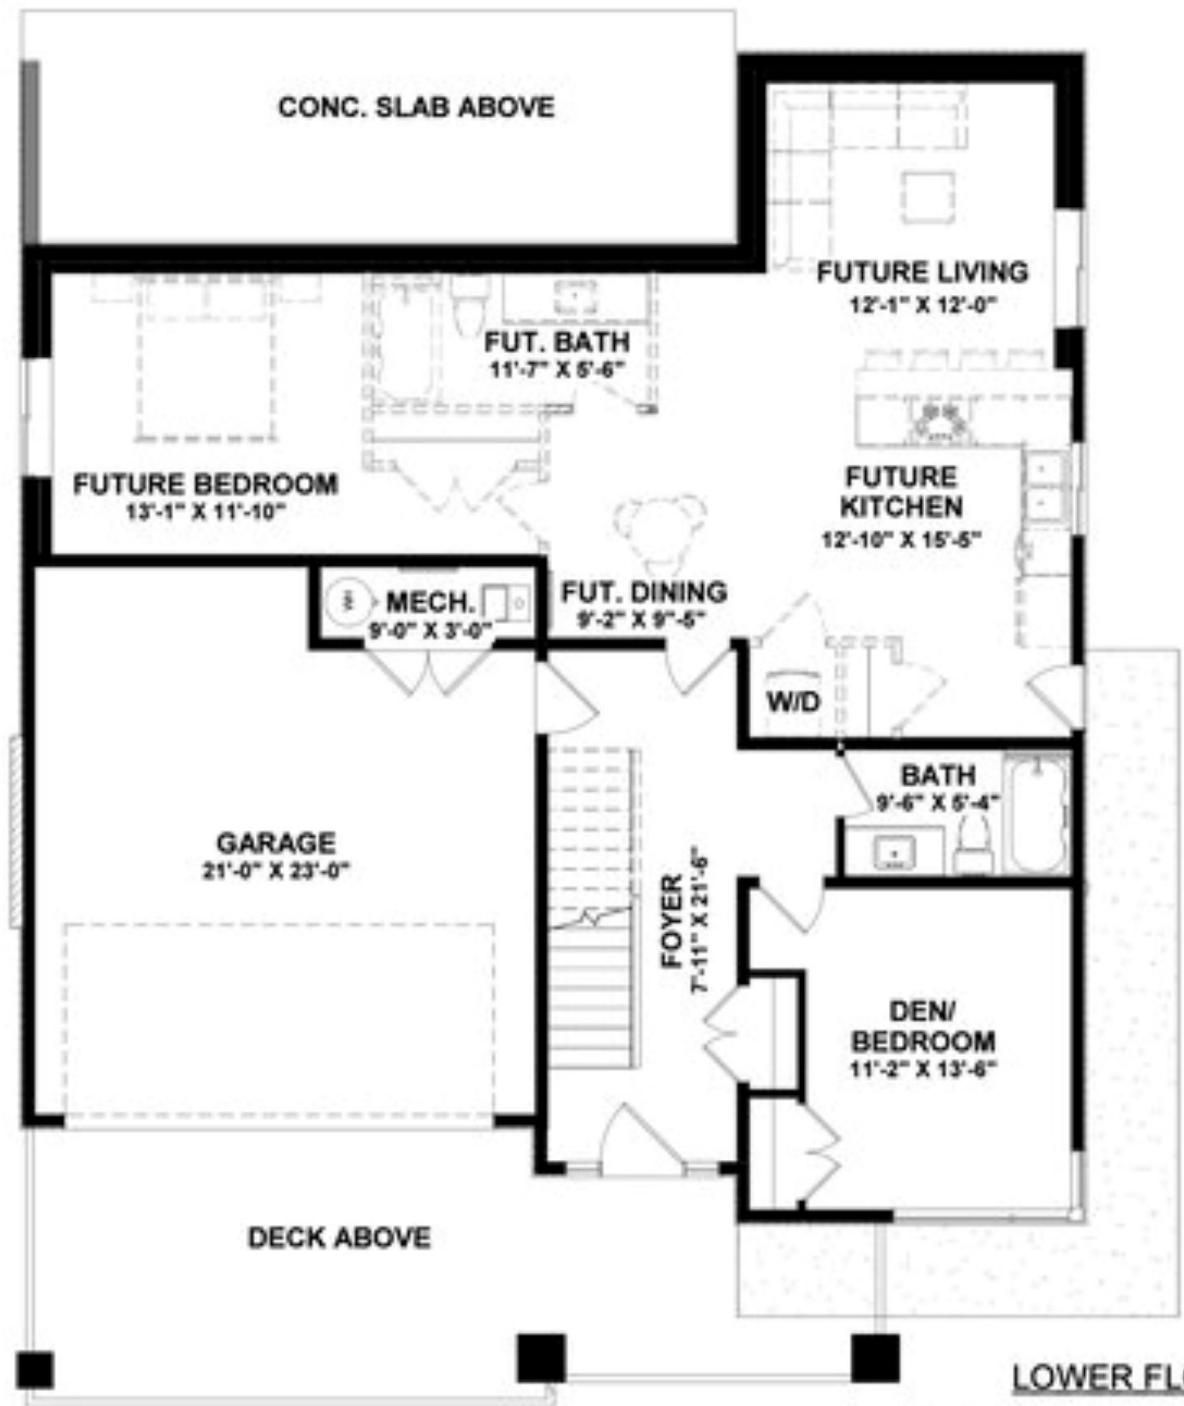 CONC. SLAB ABOVE
FUTURE LIVING
12'-1" X 12'-0"
FUT. BATH
11'-7" X 5'-6"
FUTURE BEDROOM
13'-1" X 11'-10"
FUTURE
KITCHEN
12'-10" X 15'-5"
WH
MECH.
9'-0" X 3'-0"
FUT. DINING
9'-2" X 9"-5"
W/D
BATH
9'-6" X 5'-4"
GARAGE
21'-0" X 23'-0"
FOYER
7'-11" X 21'-6"
DEN/
BEDROOM
11'-2" X 13'-6"
DECK ABOVE
LOWER FL